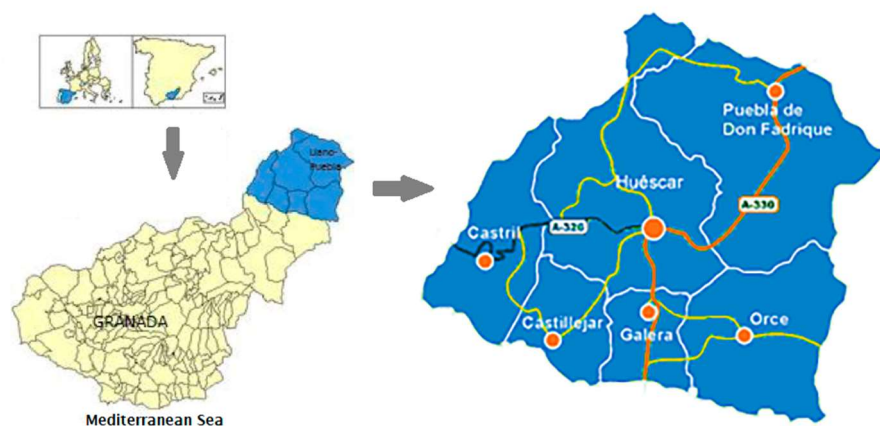 Llano-
Puebla
GRANADA
Mediterranean Sea
Puebla de
Don Fadrique
Huéscar
A-330
Castril
A-326
Castillejar
Galera
Orce